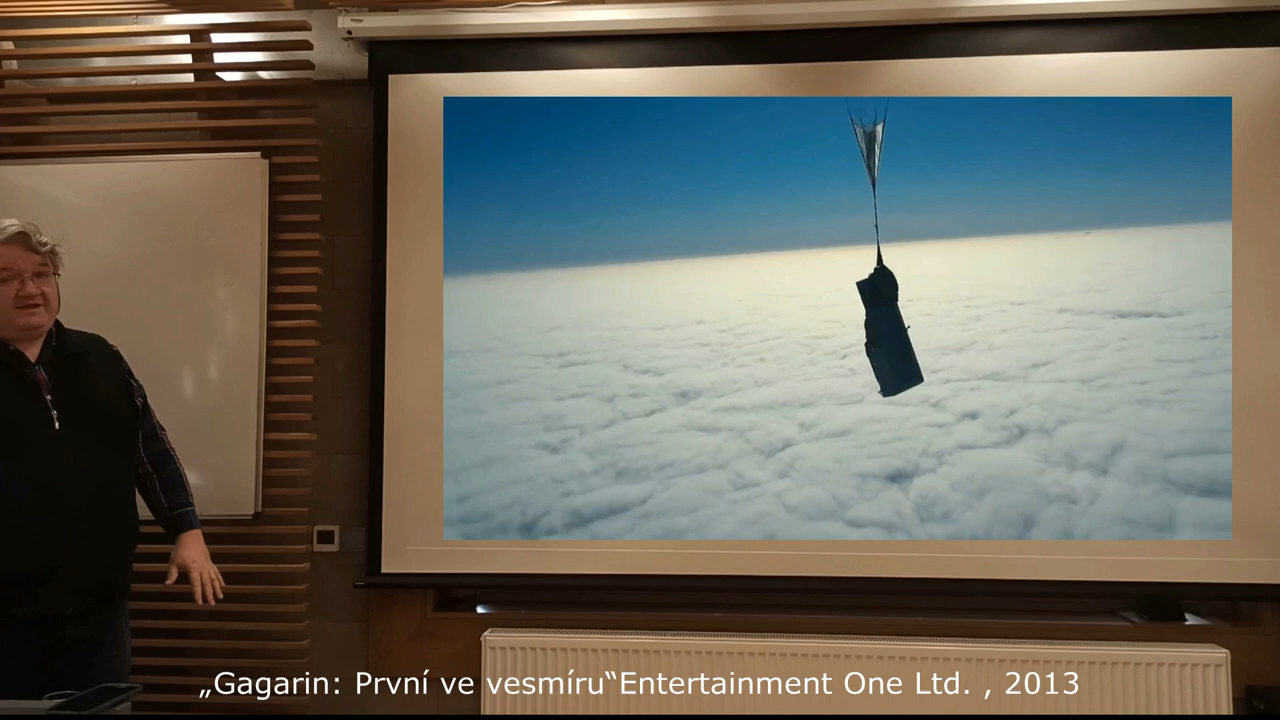 „Gagarin: První ve vesmíru“Entertainment One Ltd. , 2013